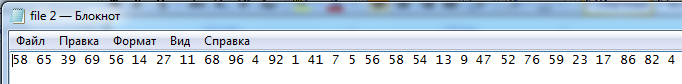 file 2 — Блокнот
Файл Правка Формат Вид Справка
58 65 39 69 56 14 27 11 68 96 4 92 1 41 7 5 56 58 54 13 9 47 52 76 59 23 17 86 82 4